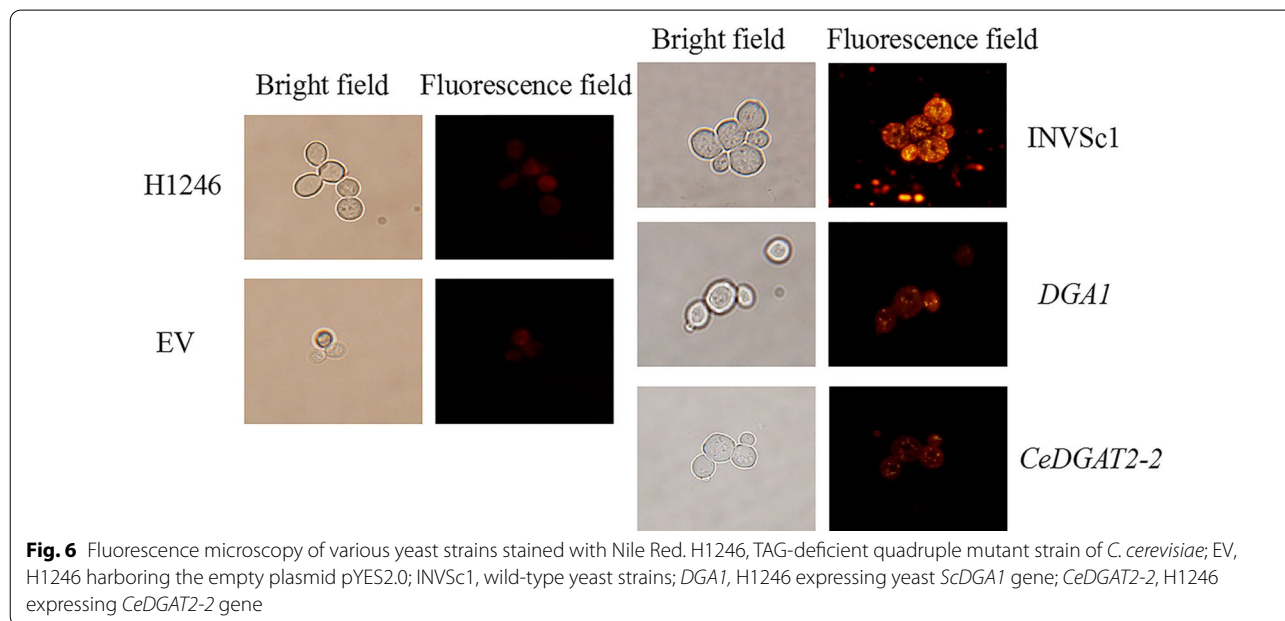 Bright field Fluorescence field
H1246
EV
Bright field Fluorescence field
INVSc1
DGA1
CeDGAT2-2
Fig. 6 Fluorescence microscopy of various yeast strains stained with Nile Red. H1246, TAG-deficient quadruple mutant strain of C. cerevisiae; EV,
H1246 harboring the empty plasmid pYES2.0; INVSc1, wild-type yeast strains; DGA1, H1246 expressing yeast ScDGA1 gene; CeDGAT2-2, H1246
expressing CeDGAT2-2 gene